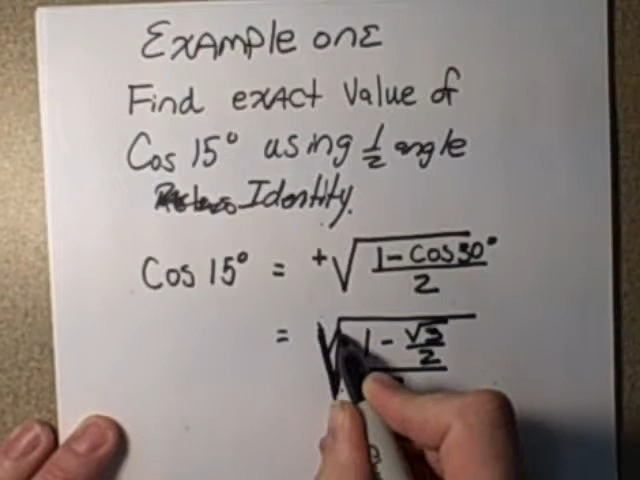 Example one
Find exact value of
Cos 15° using 1/2 angle
Identity.
Cos 15° = +√((1 - Cos 30°)/2)
= √(1 - √3/2